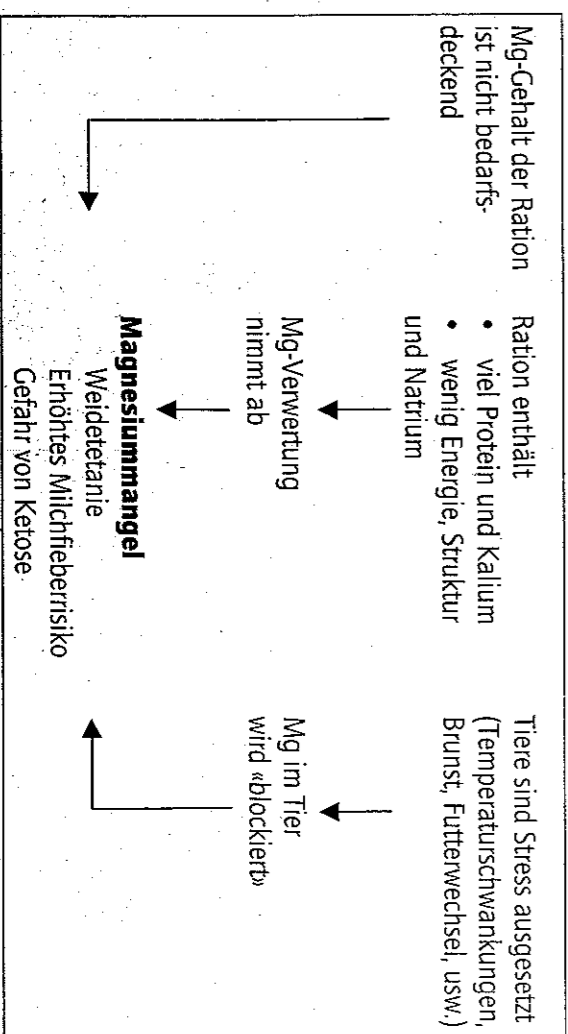 Mg-Gehalt der Ration
ist nicht bedarfs-
deckend
Ration enthält
• viel Protein und Kalium
• wenig Energie, Struktur
und Natrium
Tiere sind Stress ausgesetzt
(Temperaturschwankungen,
Brunst, Futterwechsel, usw.)
Mg-Verwertung
nimmt ab
Mg im Tier
wird «blockiert»
Magnesiummangel
Weidetetanie
Erhöhtes Milchfieberrisiko
Gefahr von Ketose